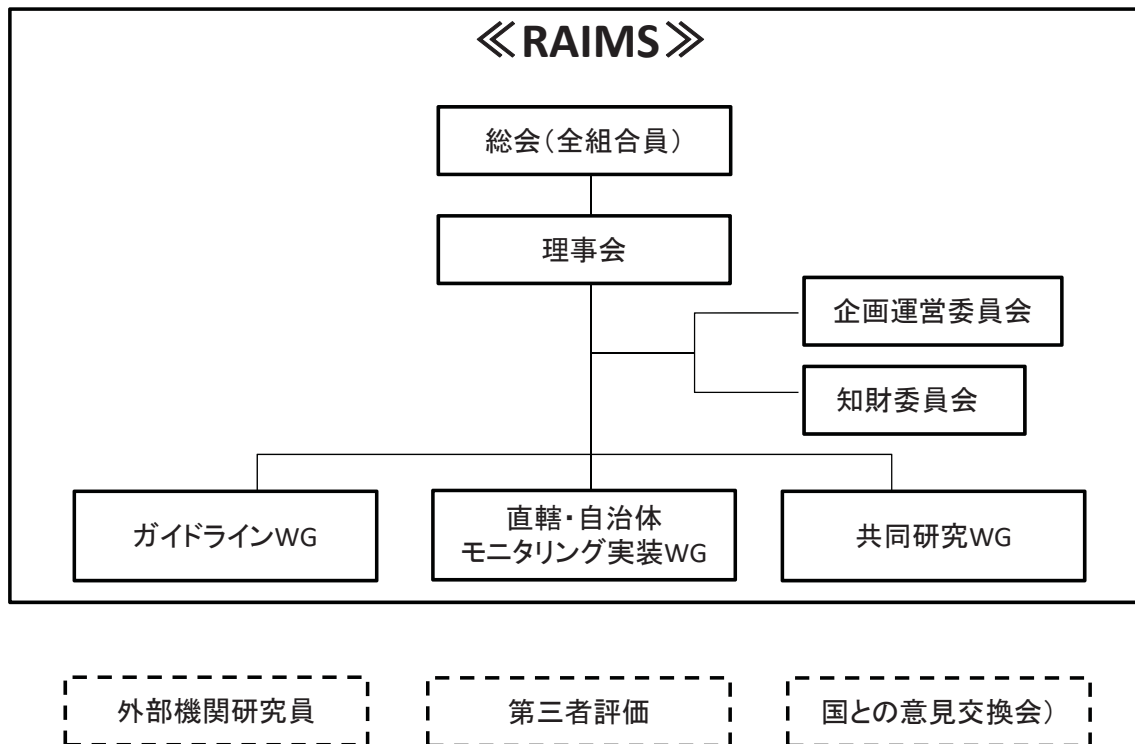 ≪RAIMS≫
総会(全組合員)
理事会
企画運営委員会
知財委員会
ガイドラインWG
直轄・自治体
モニタリング実装WG
共同研究WG
外部機関研究員
第三者評価
国との意見交換会)